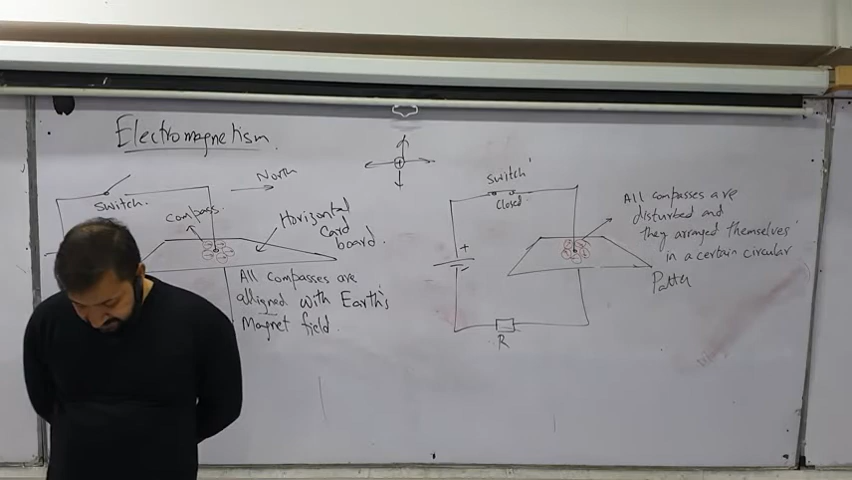 Electromagnetism.
switch.
North
compass.
Horizontal
Card
board.
All compasses are
alligned with Earth's
Magnet field.
switch
closed
+
-
R
All compasses are
disturbed and
they arranged themselves
in a certain circular
Patter